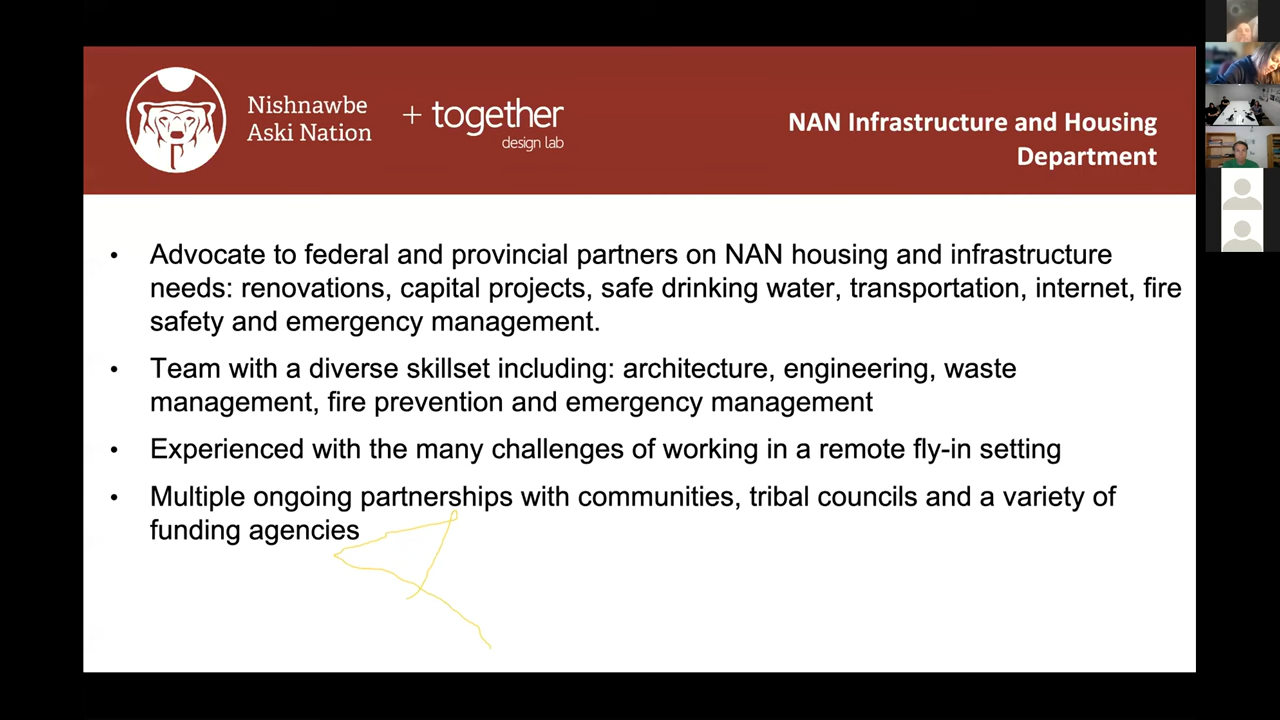 Nishnawbe
Aski Nation
+ together
design lab
NAN Infrastructure and Housing
Department
• Advocate to federal and provincial partners on NAN housing and infrastructure
needs: renovations, capital projects, safe drinking water, transportation, internet, fire
safety and emergency management.
• Team with a diverse skillset including: architecture, engineering, waste
management, fire prevention and emergency management
• Experienced with the many challenges of working in a remote fly-in setting
• Multiple ongoing partnerships with communities, tribal councils and a variety of
funding agencies